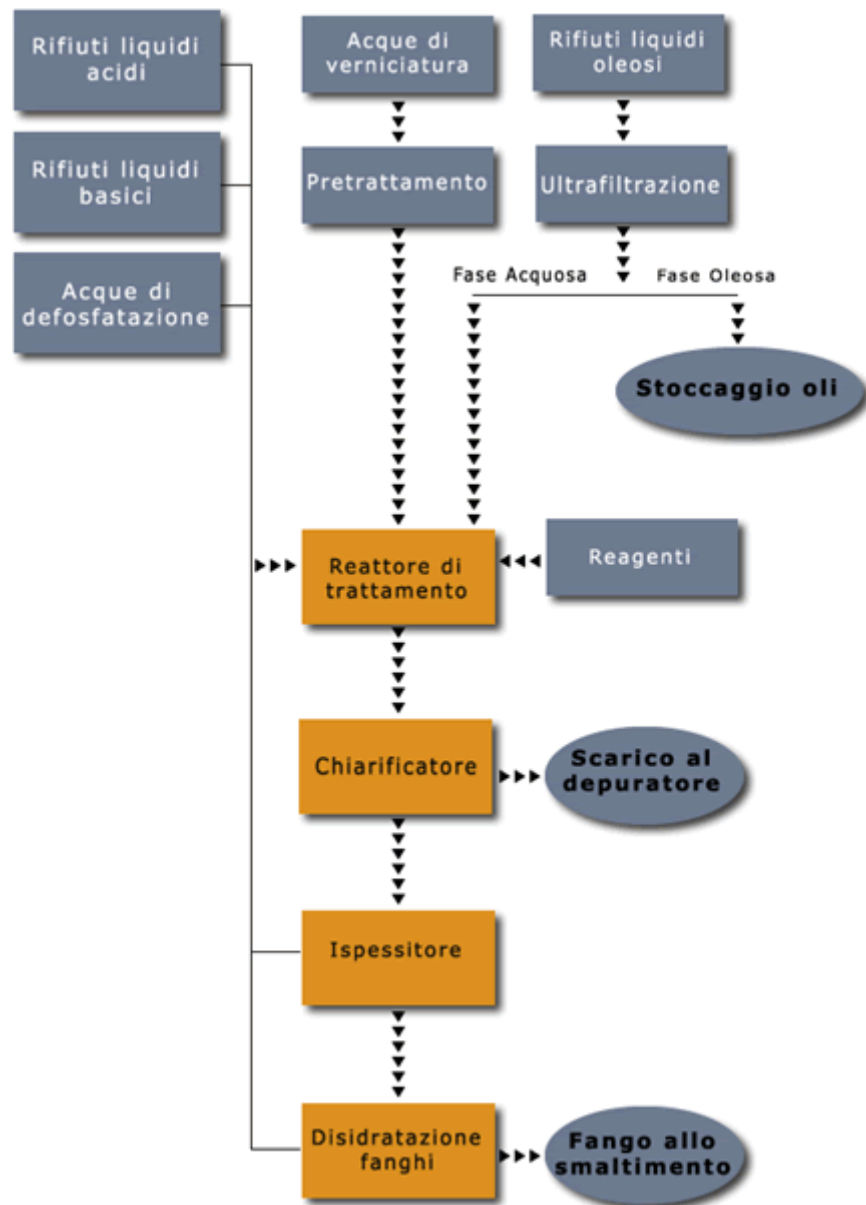 Rifiuti liquidi
acidi
Acque di
verniciatura
Rifiuti liquidi
oleosi
Rifiuti liquidi
basici
Pretrattamento
Ultrafiltrazione
Acque di
defosfatazione
Fase Acquosa
Fase Oleosa
Stoccaggio oli
Reattore di
trattamento
Reagenti
Chiarificatore
Scarico al
depuratore
Ispessitore
Disidratazione
fanghi
Fango allo
smaltimento